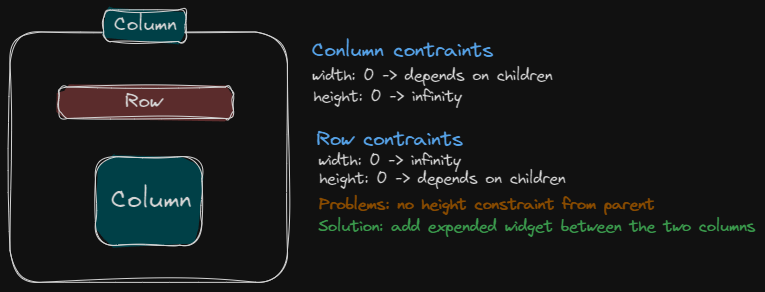 Column
Row
Column
Conlumn contraints
width: 0 -> depends on children
height: 0 -> infinity
Row contraints
width: 0 -> infinity
height: 0 -> depends on children
Problems: no height constraint from parent
Solution: add expended widget between the two columns